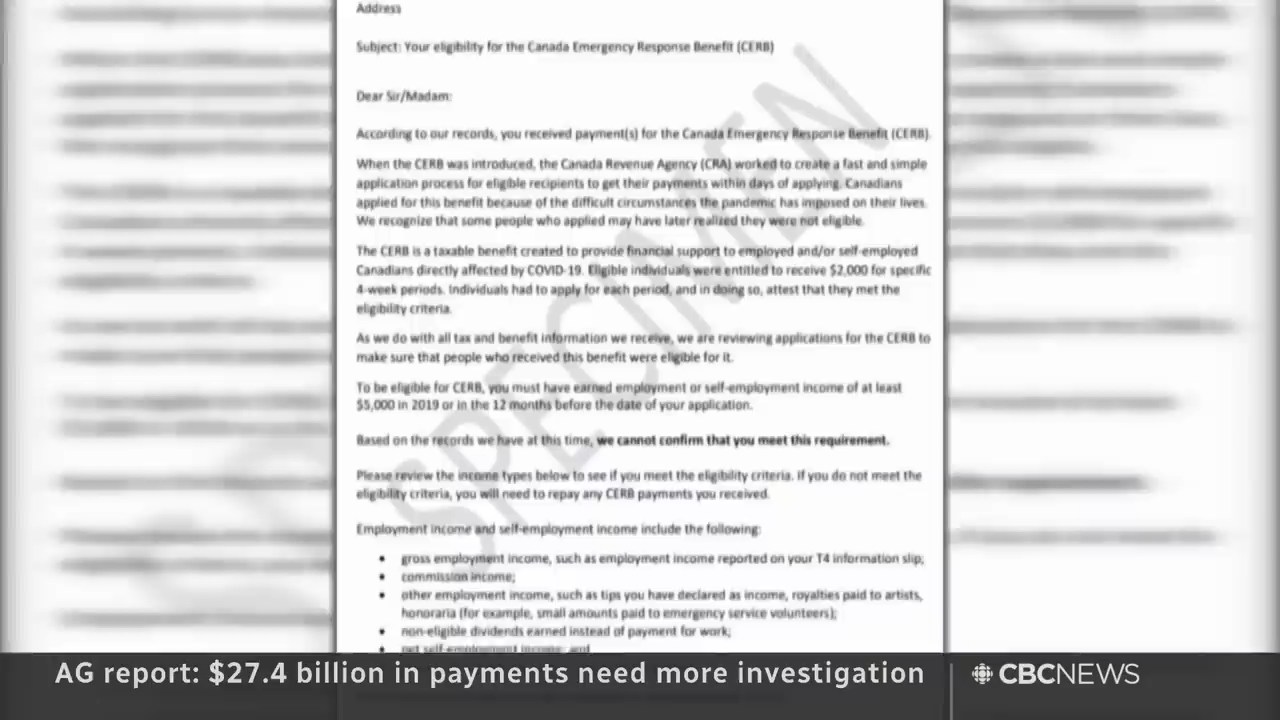 Address
Subject: Your eligibility for the Canada Emergency Response Benefit (CERB)
Dear Sir/Madam:
According to our records, you received payment(s) for the Canada Emergency Response Benefit (CERB).
When the CERB was introduced, the Canada Revenue Agency (CRA) worked to create a fast and simple
application process for eligible recipients to get their payments within days of applying. Canadians
applied for this benefit because of the difficult circumstances the pandemic has imposed on their lives.
We recognize that some people who applied may have later realized they were not eligible.
The CERB is a taxable benefit created to provide financial support to employed and/or self-employed
Canadians directly affected by COVID-19. Eligible individuals were entitled to receive $2,000 for specific
4-week periods. Individuals had to apply for each period, and in doing so, attest that they met the
eligibility criteria.
As we do with all tax and benefit information we receive, we are reviewing applications for the CERB to
make sure that people who received this benefit were eligible for it.
To be eligible for CERB, you must have earned employment or self-employment income of at least
$5,000 in 2019 or in the 12 months before the date of your application.
Based on the records we have at this time, we cannot confirm that you meet this requirement.
Please review the income types below to see if you meet the eligibility criteria. If you do not meet the
eligibility criteria, you will need to repay any CERB payments you received.
Employment income and self-employment income include the following:
• gross employment income, such as employment income reported on your T4 information slip;
• commission income;
• other employment income, such as tips you have declared as income, royalties paid to artists,
honoraria (for example, small amounts paid to emergency service volunteers);
• non-eligible dividends earned instead of payment for work;
• net self-employment income; and
SPECIMEN
AG report: $27.4 billion in payments need more investigation
CBCNEWS